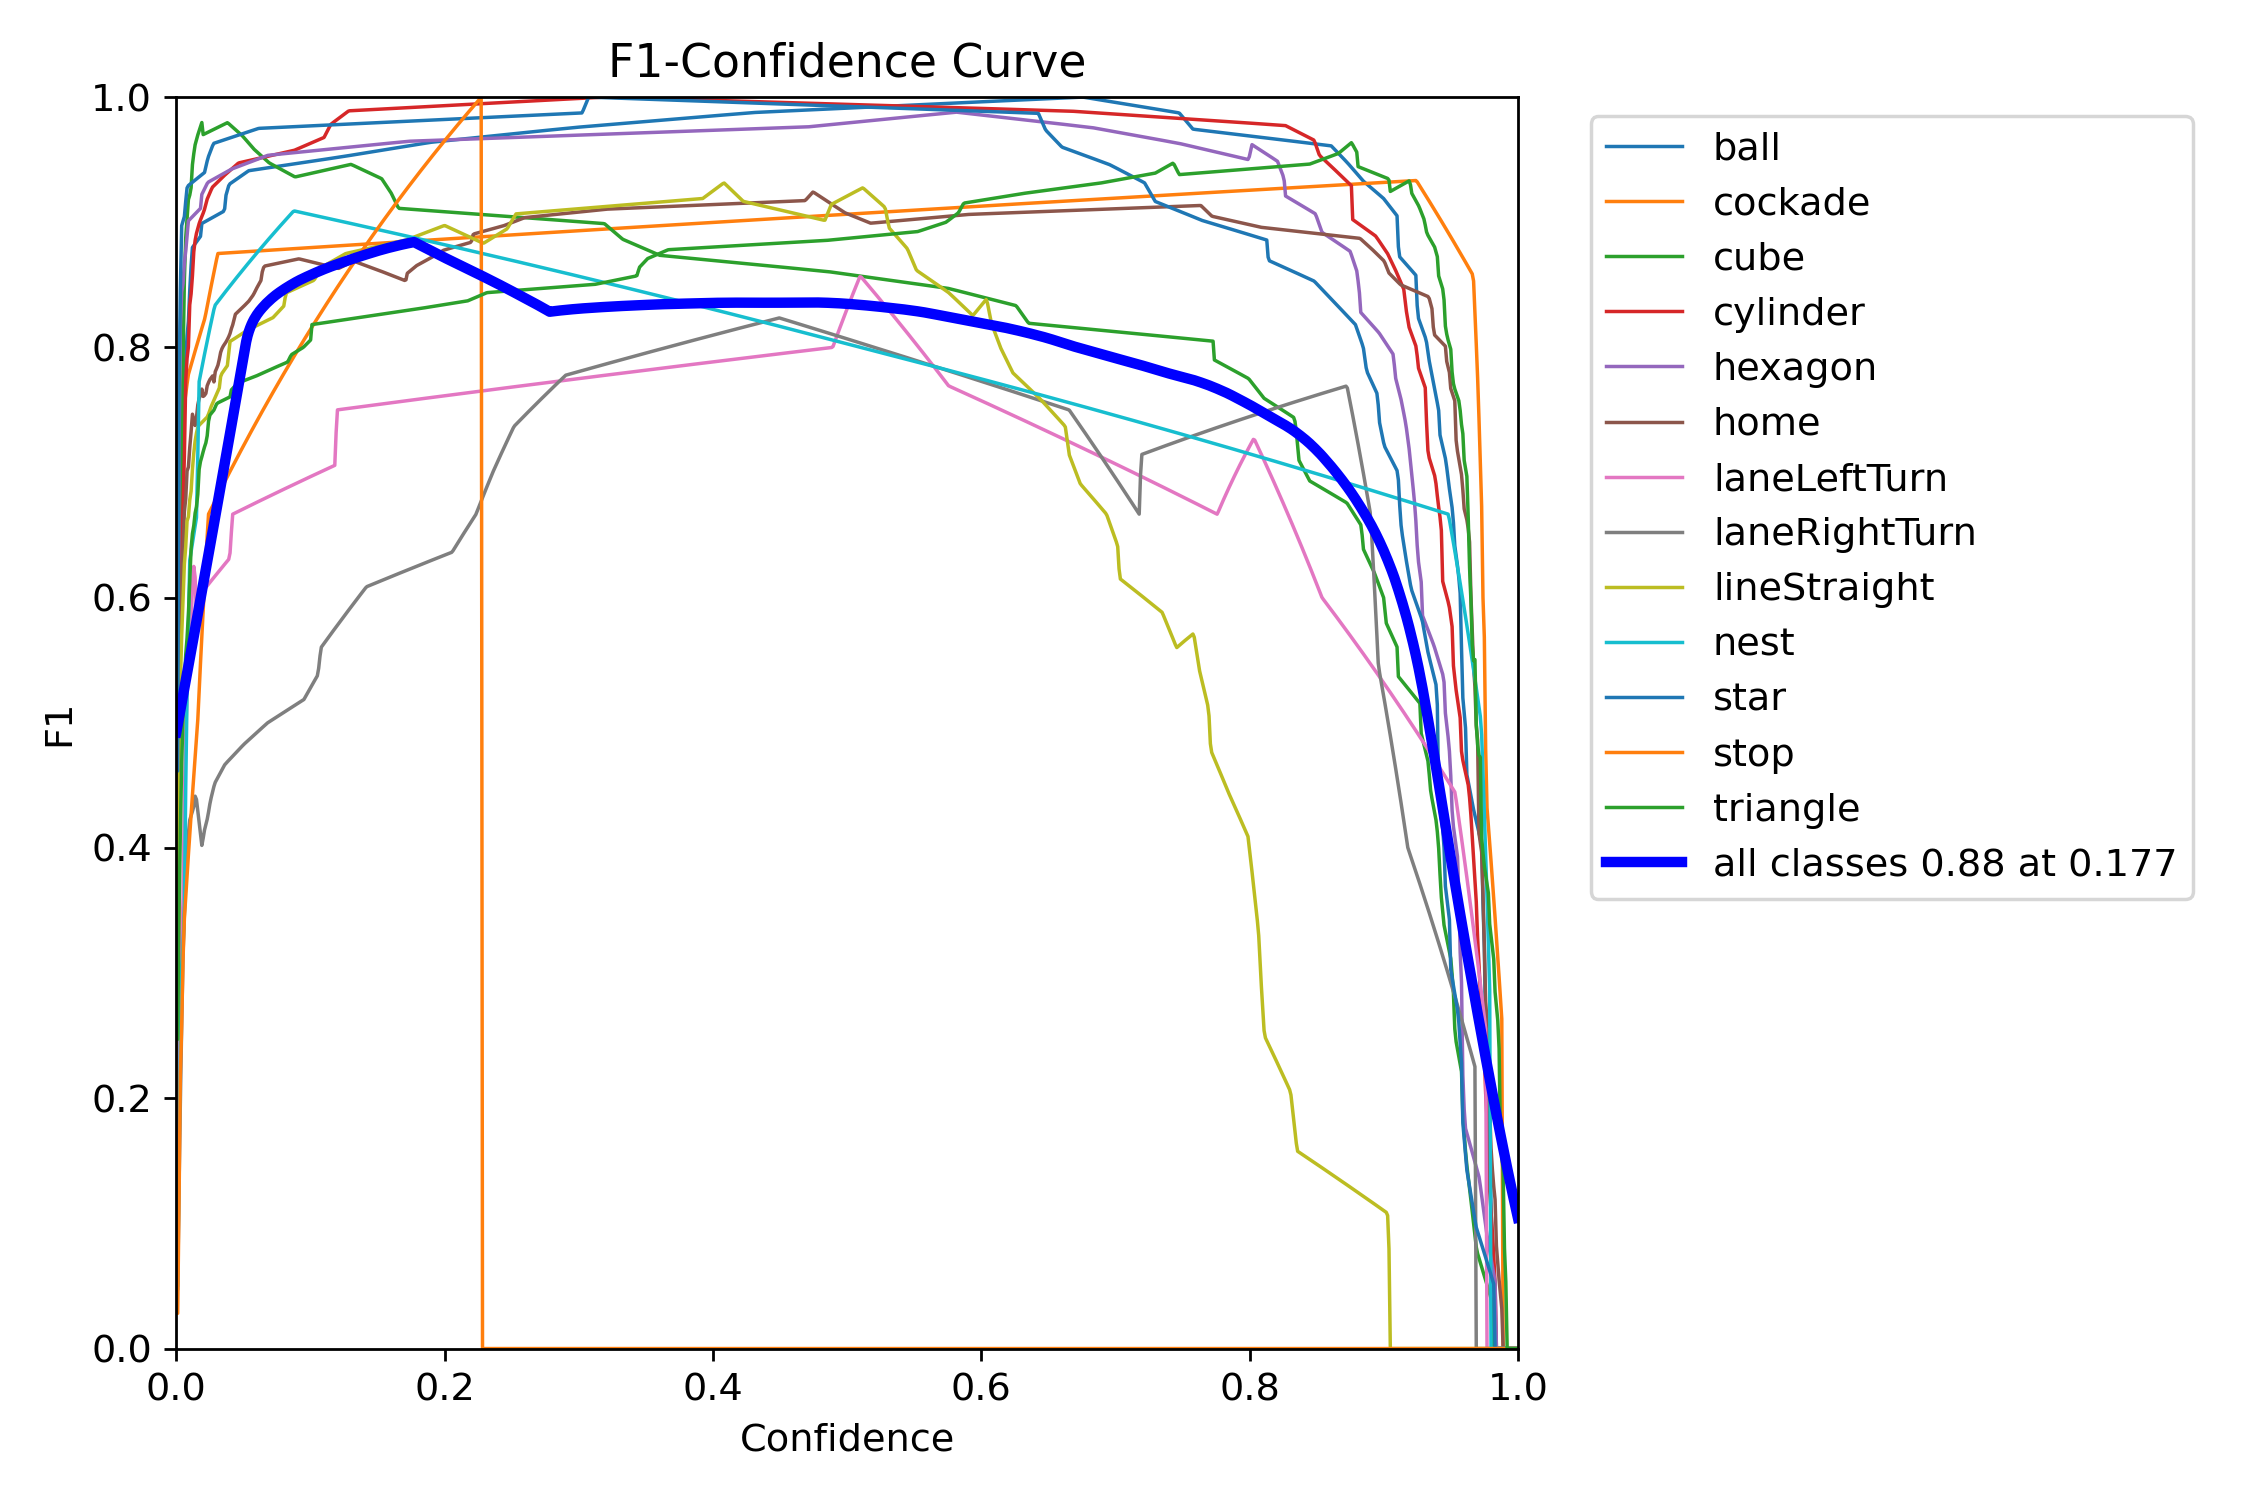 F1-Confidence Curve
1.0
0.8
0.6
0.4
0.2
0.0
F1
0.0 0.2 0.4 0.6 0.8 1.0
Confidence
ball
cockade
cube
cylinder
hexagon
home
laneLeftTurn
laneRightTurn
lineStraight
nest
star
stop
triangle
all classes 0.88 at 0.177